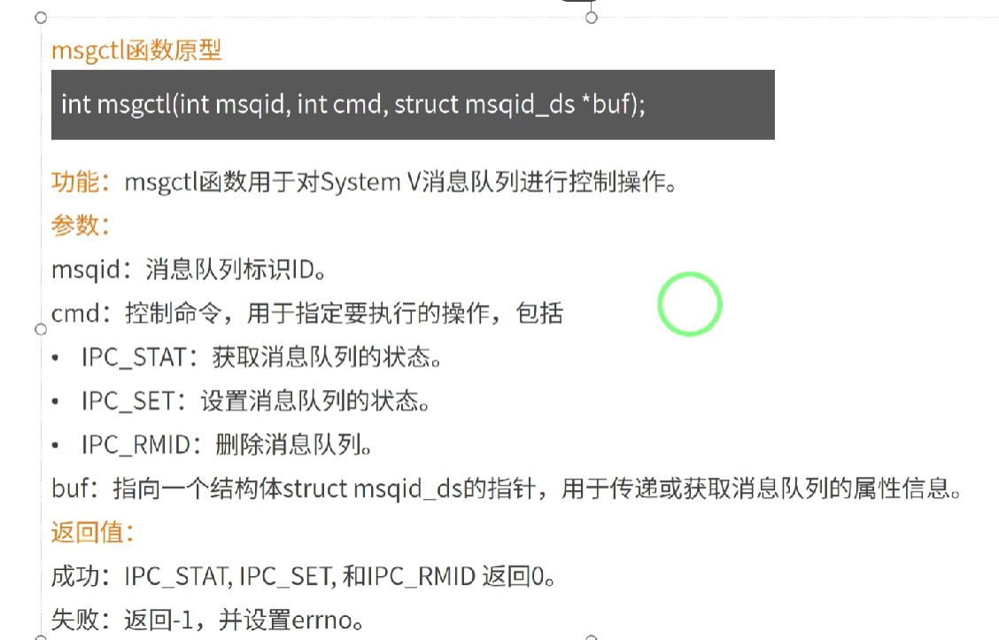 msgctl函数原型
int msgctl(int msqid, int cmd, struct msqid_ds *buf);
功能：msgctl函数用于对System V消息队列进行控制操作。
参数：
msqid：消息队列标识ID。
cmd：控制命令，用于指定要执行的操作，包括
• IPC_STAT：获取消息队列的状态。
• IPC_SET：设置消息队列的状态。
• IPC_RMID：删除消息队列。
buf：指向一个结构体struct msqid_ds的指针，用于传递或获取消息队列的属性信息。
返回值：
成功：IPC_STAT, IPC_SET, 和IPC_RMID 返回0。
失败：返回-1，并设置errno。